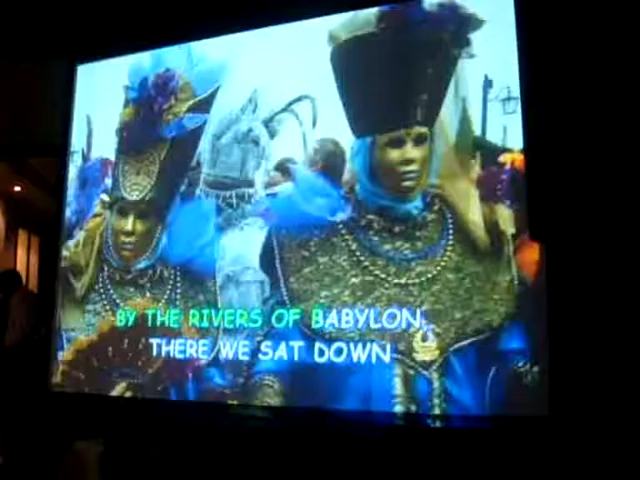 BY THE RIVERS OF BABYLON,
THERE WE SAT DOWN